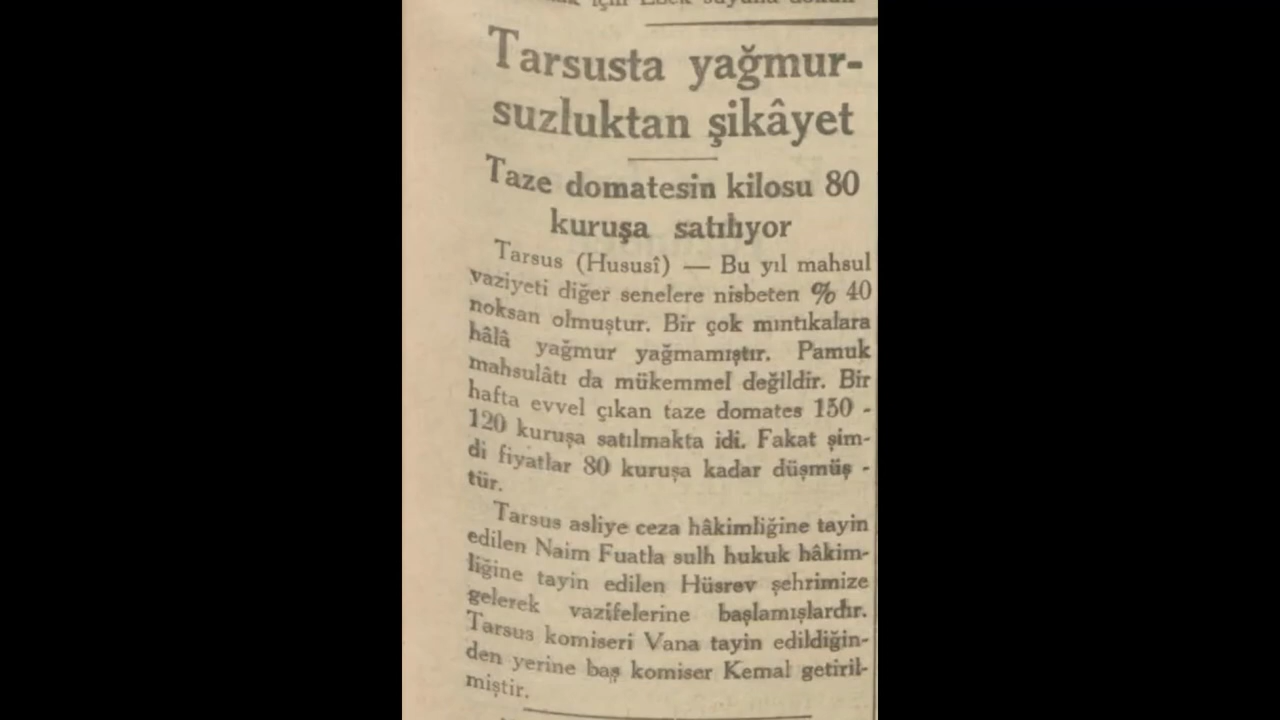 için
Tarsusta yağmur-
suzluktan şikâyet
Taze domatesin kilosu 80
kuruşa satılıyor
Tarsus (Hususî) — Bu yıl mahsul
vaziyeti diğer senelere nisbeten % 40
noksan olmuştur. Bir çok mıntıkalara
hâlâ yağmur yağmamıştır. Pamuk
mahsulâtı da mükemmel değildir. Bir
hafta evvel çıkan taze domates 150 -
120 kuruşa satılmakta idi. Fakat şim-
di fiyatlar 80 kuruşa kadar düşmüş -
tür.
Tarsus asliye ceza hâkimliğine tayin
edilen Naim Fuatla sulh hukuk hâkim-
liğine tayin edilen Hüsrev şehrimize
gelerek vazifelerine başlamışlardır.
Tarsus komiseri Vana tayin edildiğin-
den yerine baş komiser Kemal getiril-
miştir.